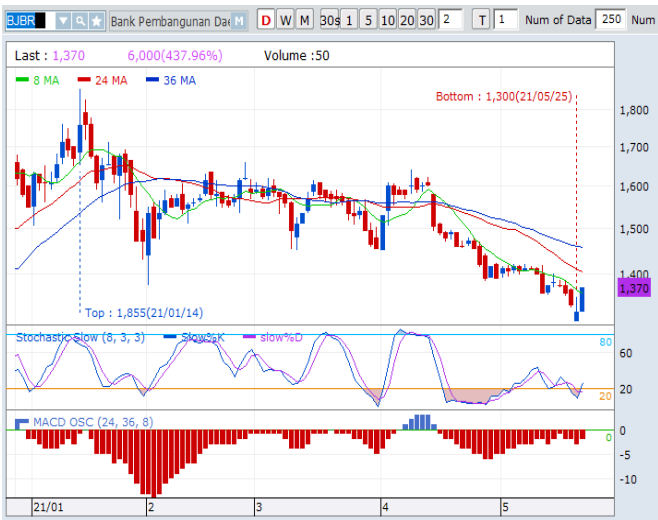 BJBR Bank Pembangunan Dae M D W M 30s 1 5 10 20 30 2 T 1 Num of Data 250 Num
Last : 1,370 6,000(437.96%) Volume :50
8 MA 24 MA 36 MA
Bottom : 1,300(21/05/25)
1,800
1,700
1,600
1,500
1,400
1,370
Top : 1,855(21/01/14)
Stochastic Slow (8, 3, 3) Slow%K slow%D
80
60
20
20
MACD OSC (24, 36, 8)
0 0
-5
-10
21/01 2 3 4 5